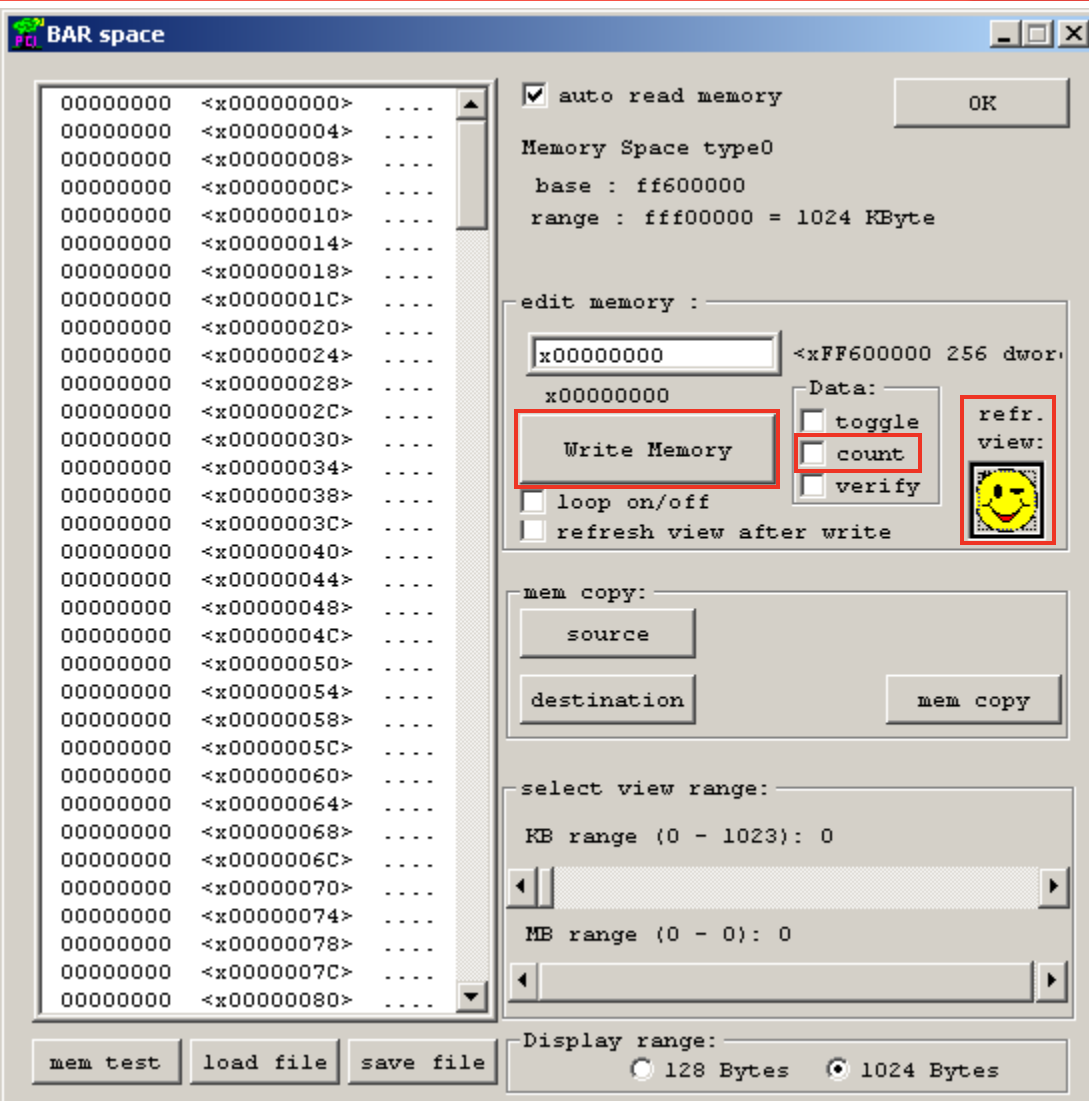 BAR space
00000000 <x00000000> ....
00000000 <x00000004> ....
00000000 <x00000008> ....
00000000 <x0000000C> ....
00000000 <x00000010> ....
00000000 <x00000014> ....
00000000 <x00000018> ....
00000000 <x0000001C> ....
00000000 <x00000020> ....
00000000 <x00000024> ....
00000000 <x00000028> ....
00000000 <x0000002C> ....
00000000 <x00000030> ....
00000000 <x00000034> ....
00000000 <x00000038> ....
00000000 <x0000003C> ....
00000000 <x00000040> ....
00000000 <x00000044> ....
00000000 <x00000048> ....
00000000 <x0000004C> ....
00000000 <x00000050> ....
00000000 <x00000054> ....
00000000 <x00000058> ....
00000000 <x0000005C> ....
00000000 <x00000060> ....
00000000 <x00000064> ....
00000000 <x00000068> ....
00000000 <x0000006C> ....
00000000 <x00000070> ....
00000000 <x00000074> ....
00000000 <x00000078> ....
00000000 <x0000007C> ....
00000000 <x00000080> ....
mem test load file save file
auto read memory
OK
Memory Space type0
base : ff600000
range : fff00000 = 1024 KByte
edit memory :
x00000000 <xFF600000 256 dwor
x00000000
Write Memory
Data:
toggle
count
verify
refr.
view:
loop on/off
refresh view after write
mem copy:
source
destination mem copy
select view range:
KB range (0 - 1023): 0
MB range (0 - 0): 0
Display range:
128 Bytes 1024 Bytes